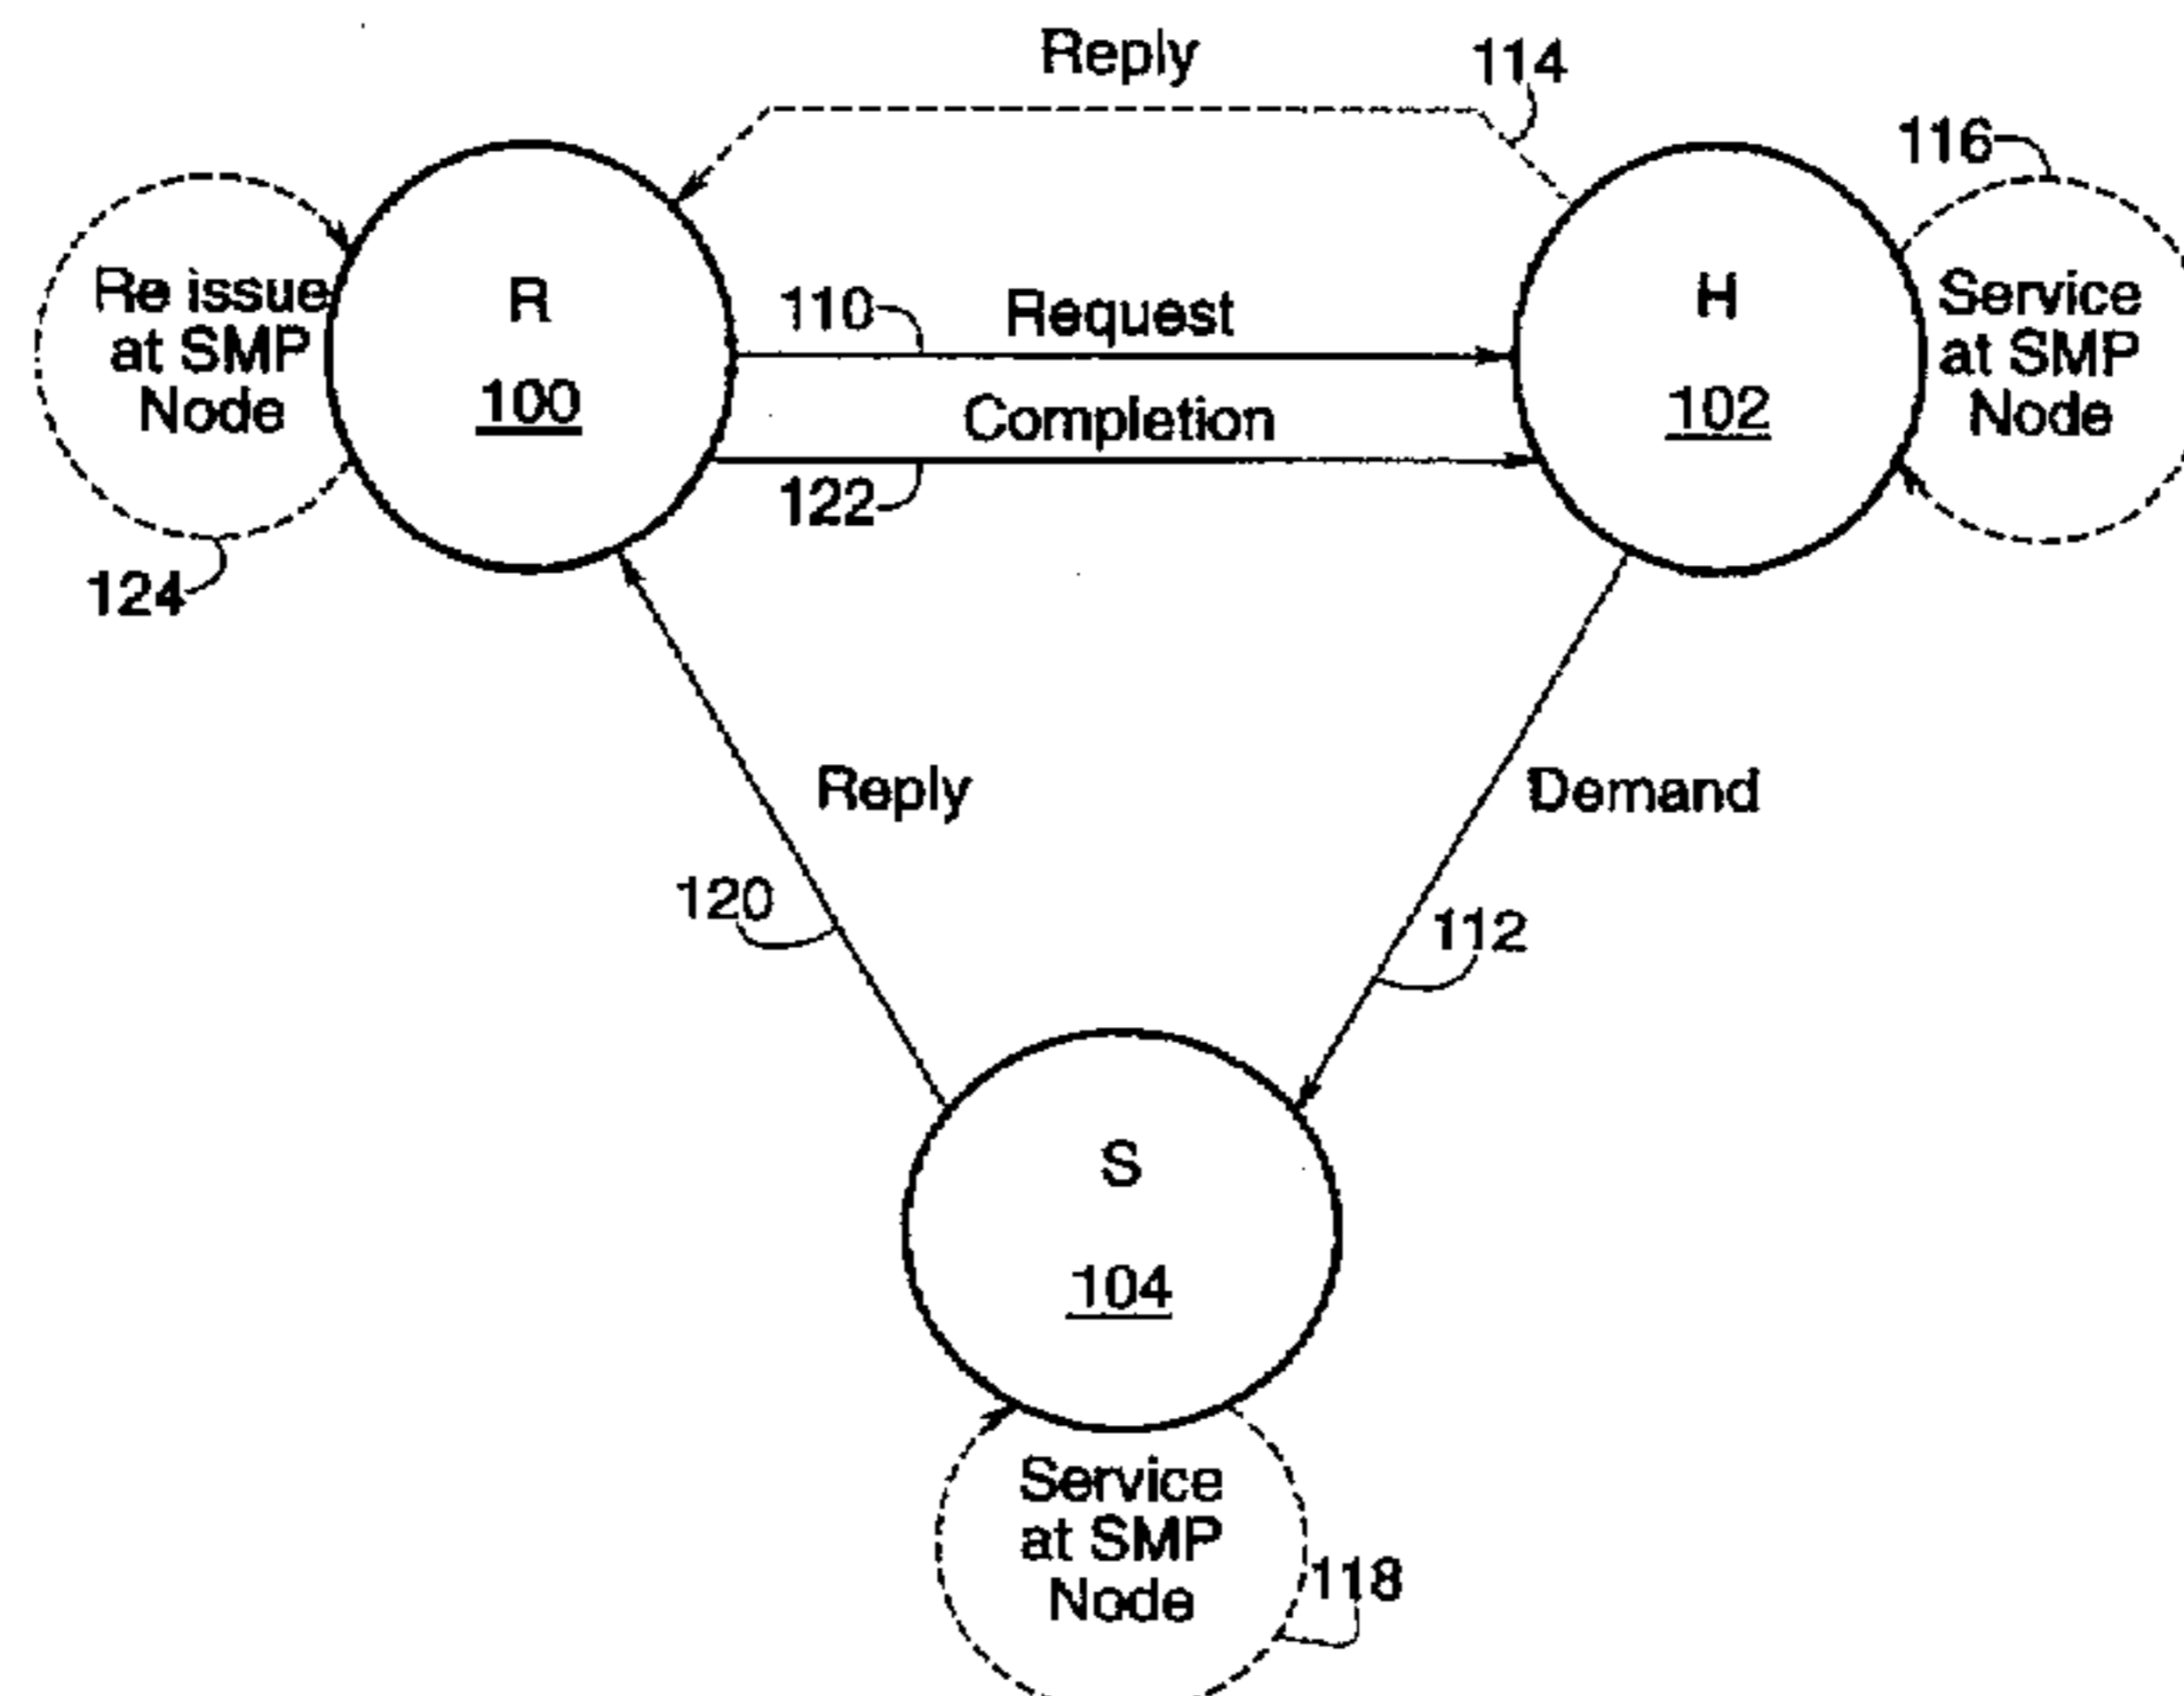 Reply
114
116
Re issue
at SMP
Node
R
100
110
Request
Completion
122
H
102
Service
at SMP
Node
124
Reply
Demand
120
112
S
104
Service
at SMP
Node
118